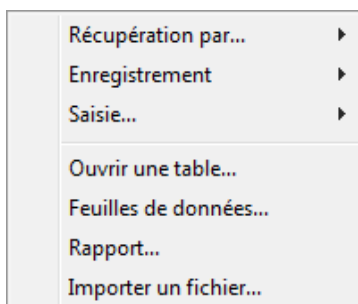 Récupération par...
Enregistrement
Saisie...
Ouvrir une table...
Feuilles de données...
Rapport...
Importer un fichier...